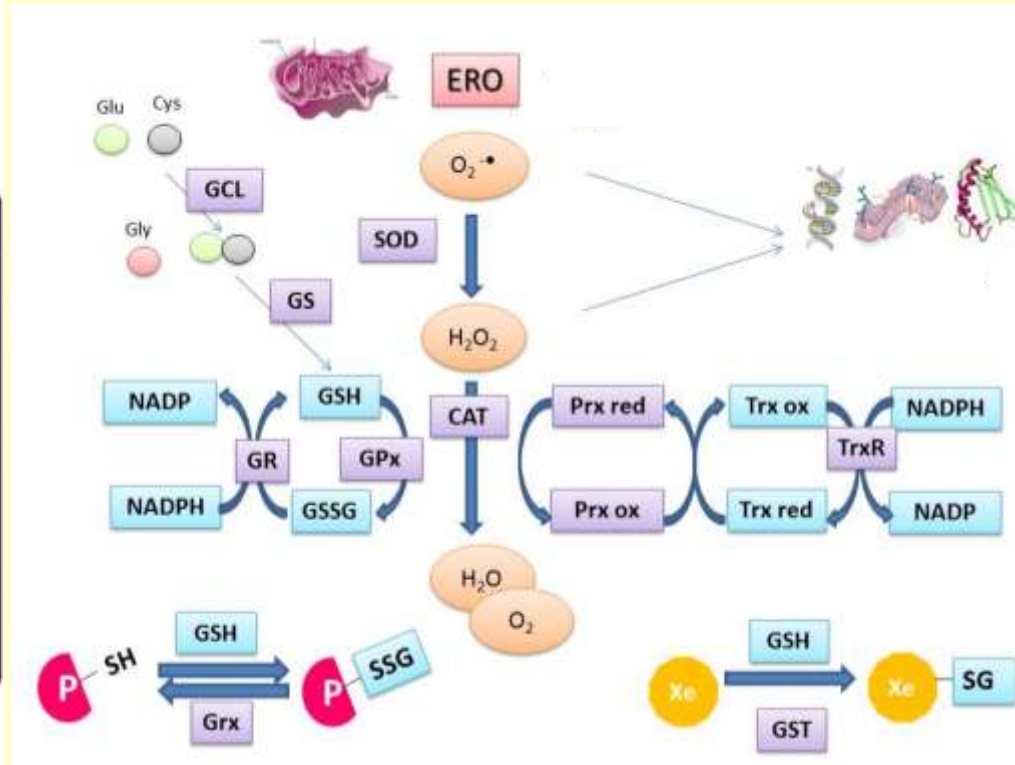 ERO
Glu
Cys
O₂⁻•
GCL
Gly
SOD
GS
H₂O₂
NADP
GSH
CAT
Prx red
Trx ox
NADPH
GR
GPx
TrxR
NADPH
GSSG
Prx ox
Trx red
NADP
H₂O
O₂
GSH
SH
P
SSG
P
Grx
GSH
Xe
Xe
SG
GST